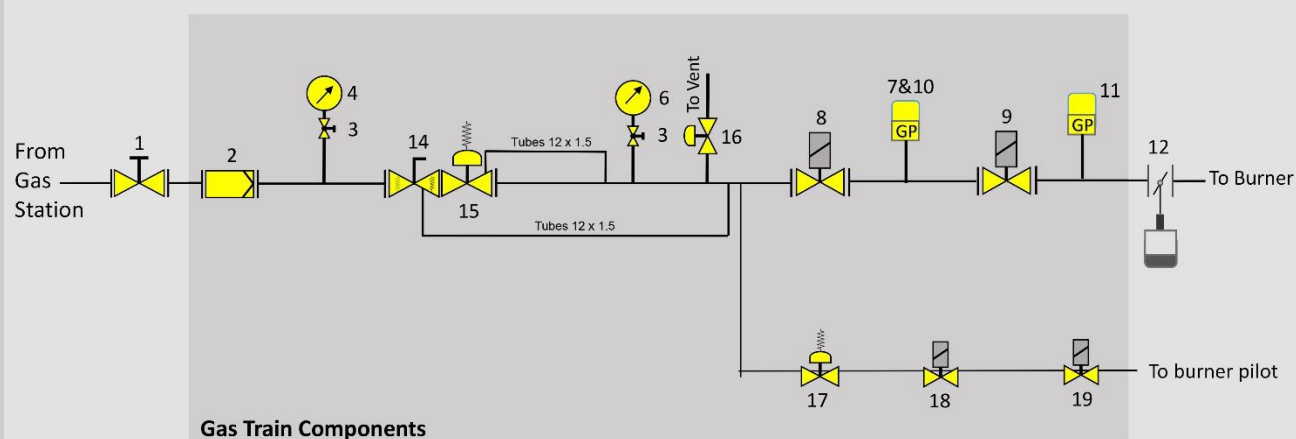 4
6
To Vent
7&10
11
3
3
16
8
9
12
From
Gas
Station
1
2
14
15
Tubes 12 x 1.5
Tubes 12 x 1.5
GP
GP
To Burner
17
18
19
To burner pilot
Gas Train Components